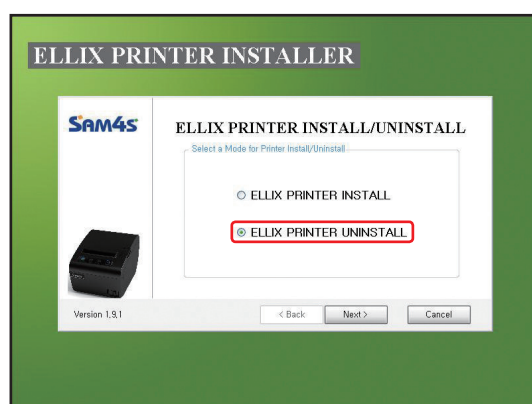 ELLIX PRINTER INSTALLER
SAM4S
ELLIX PRINTER INSTALL/UNINSTALL
Select a Mode for Printer Install/Uninstall
ELLIX PRINTER INSTALL
ELLIX PRINTER UNINSTALL
Version 1.9.1
< Back
Next >
Cancel